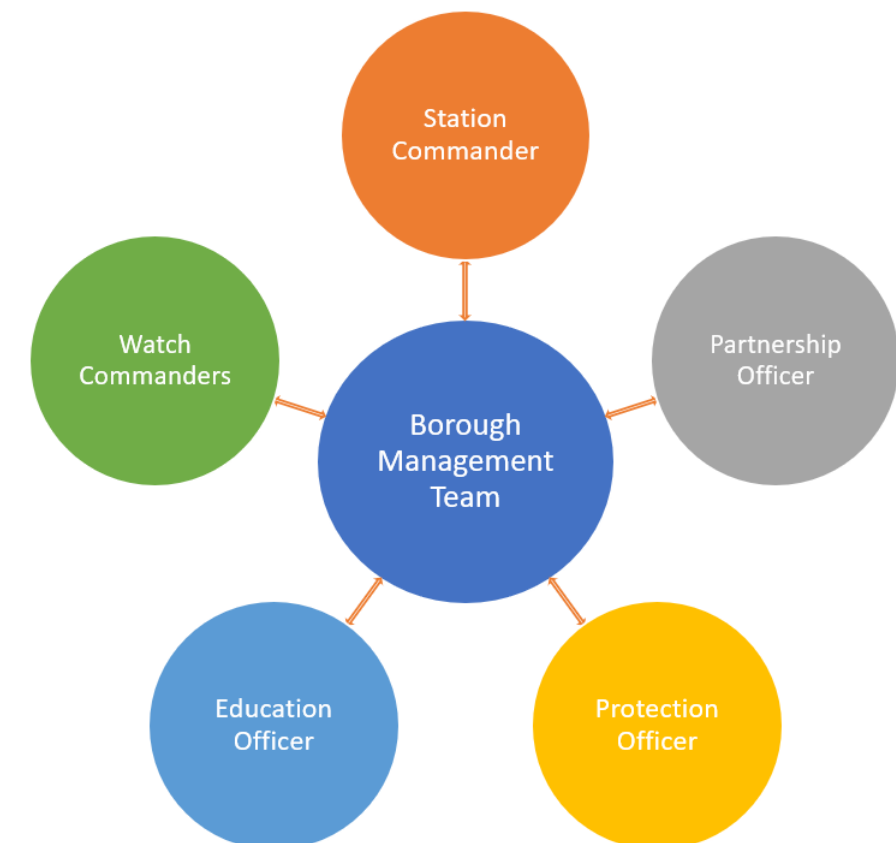 Station
Commander
Watch
Commanders
Partnership
Officer
Borough
Management
Team
Education
Officer
Protection
Officer